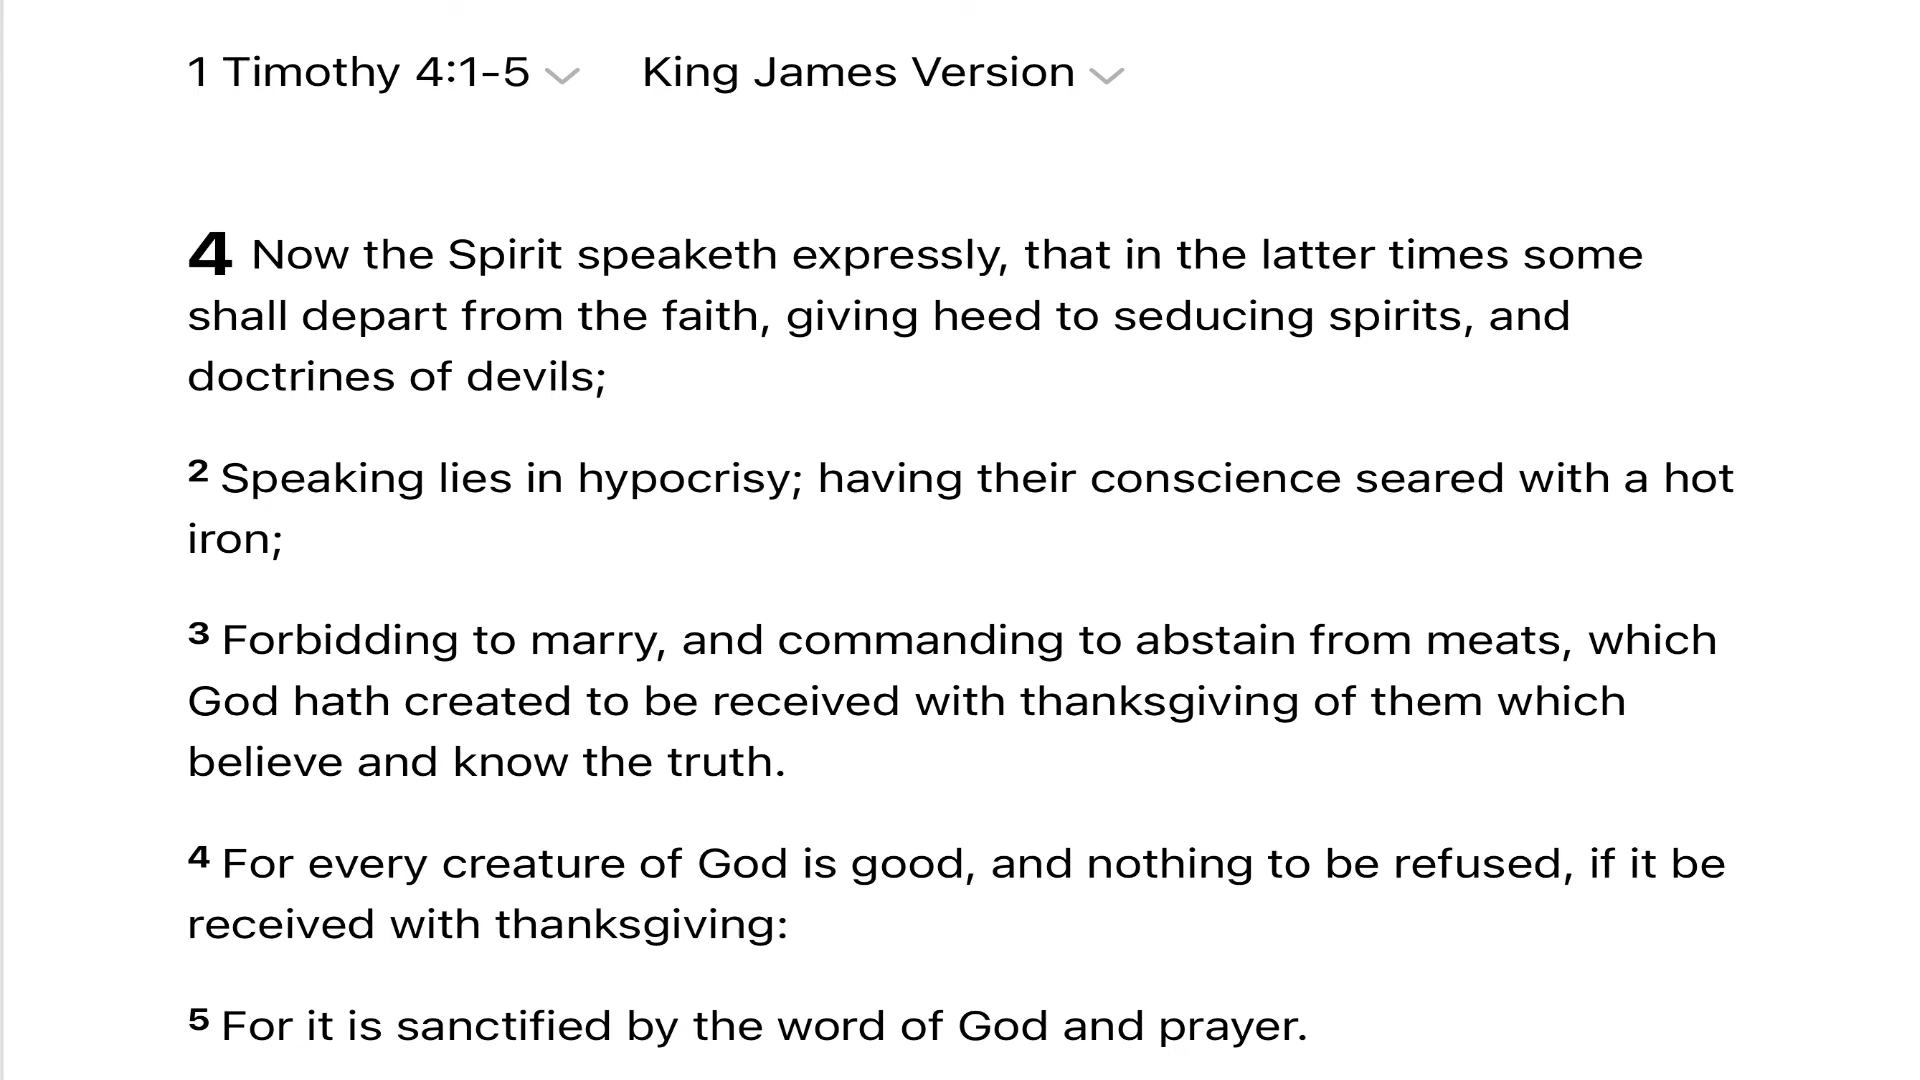 1 Timothy 4:1-5 King James Version
4 Now the Spirit speaketh expressly, that in the latter times some
shall depart from the faith, giving heed to seducing spirits, and
doctrines of devils;
2 Speaking lies in hypocrisy; having their conscience seared with a hot
iron;
3 Forbidding to marry, and commanding to abstain from meats, which
God hath created to be received with thanksgiving of them which
believe and know the truth.
4 For every creature of God is good, and nothing to be refused, if it be
received with thanksgiving:
5 For it is sanctified by the word of God and prayer.